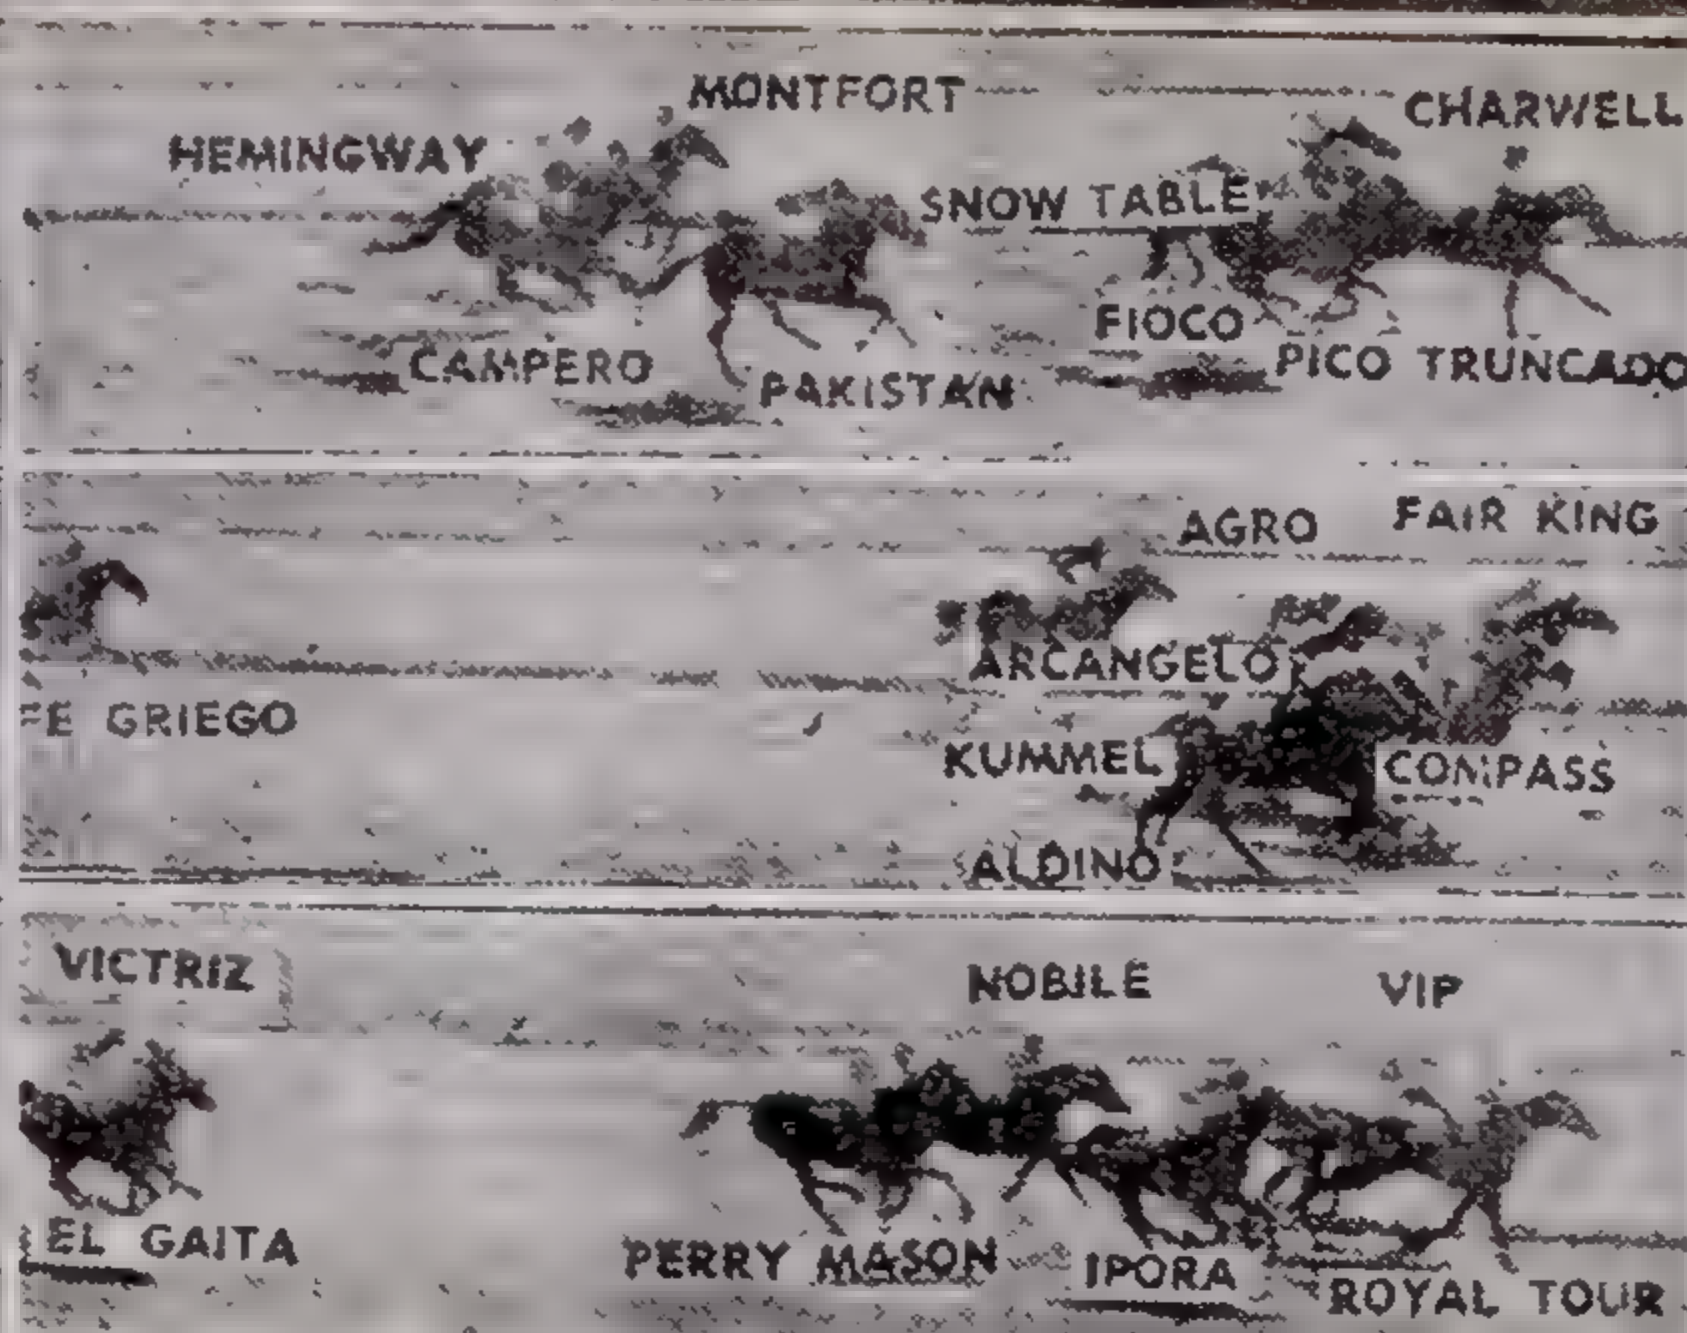 MONTFORT
CHARWELL
HEMINGWAY
SNOW TABLE
FIOCO
CAMPERO
PAKISTAN
PICO TRUNCADO
AGRO
FAIR KING
ARCANGELO
FE GRIEGO
KUMMEL
COMPASS
ALDINO
VICTRIZ
NOBILE
VIP
EL GAITA
PERRY MASON
IPORA
ROYAL TOUR